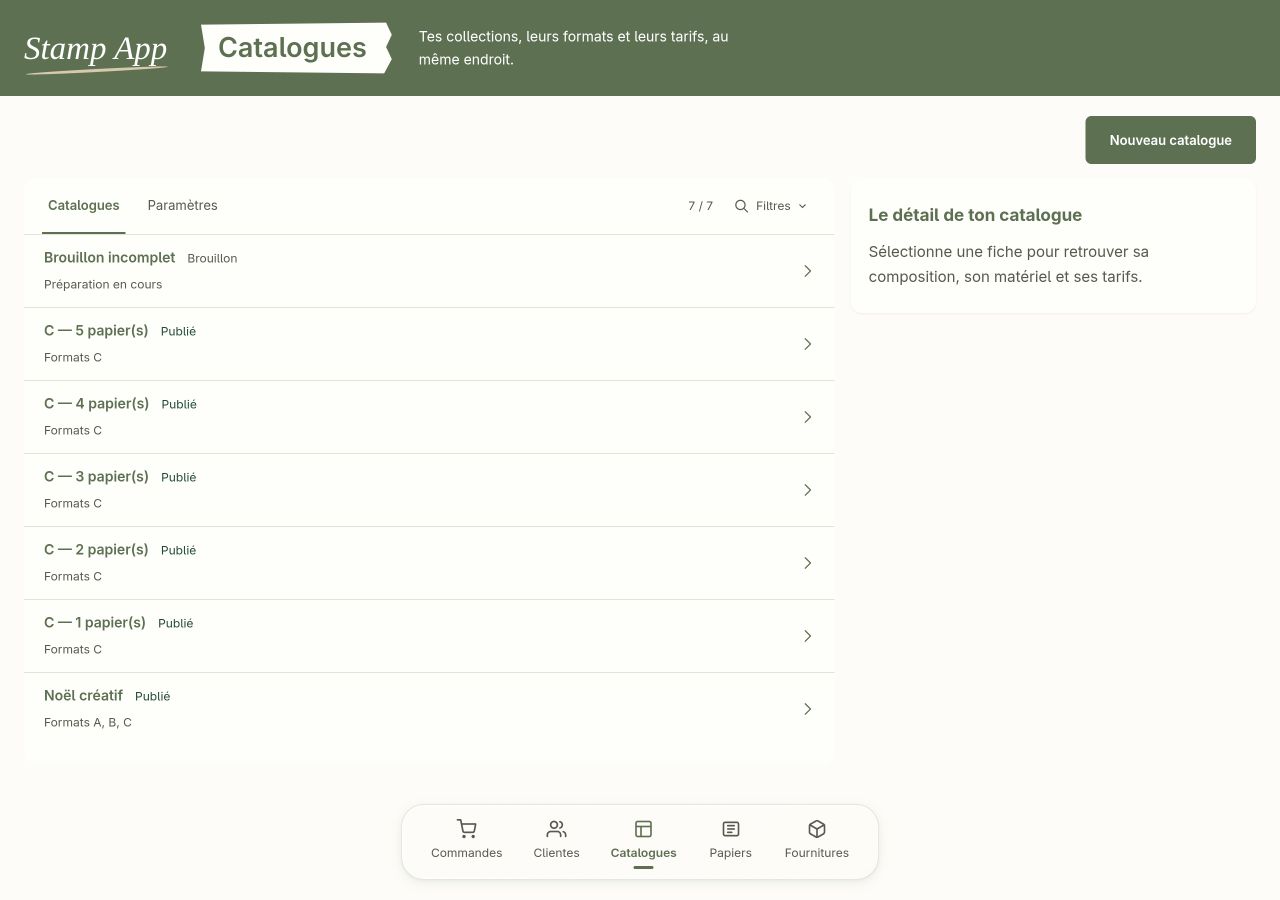 Stamp App
Catalogues
Tes collections, leurs formats et leurs tarifs, au
même endroit.
Nouveau catalogue
Catalogues
Paramètres
7 / 7
Filtres
Brouillon incomplet Brouillon
Préparation en cours
C — 5 papier(s) Publié
Formats C
C — 4 papier(s) Publié
Formats C
C — 3 papier(s) Publié
Formats C
C — 2 papier(s) Publié
Formats C
C — 1 papier(s) Publié
Formats C
Noël créatif Publié
Formats A, B, C
Le détail de ton catalogue
Sélectionne une fiche pour retrouver sa
composition, son matériel et ses tarifs.
Commandes
Clientes
Catalogues
Papiers
Fournitures